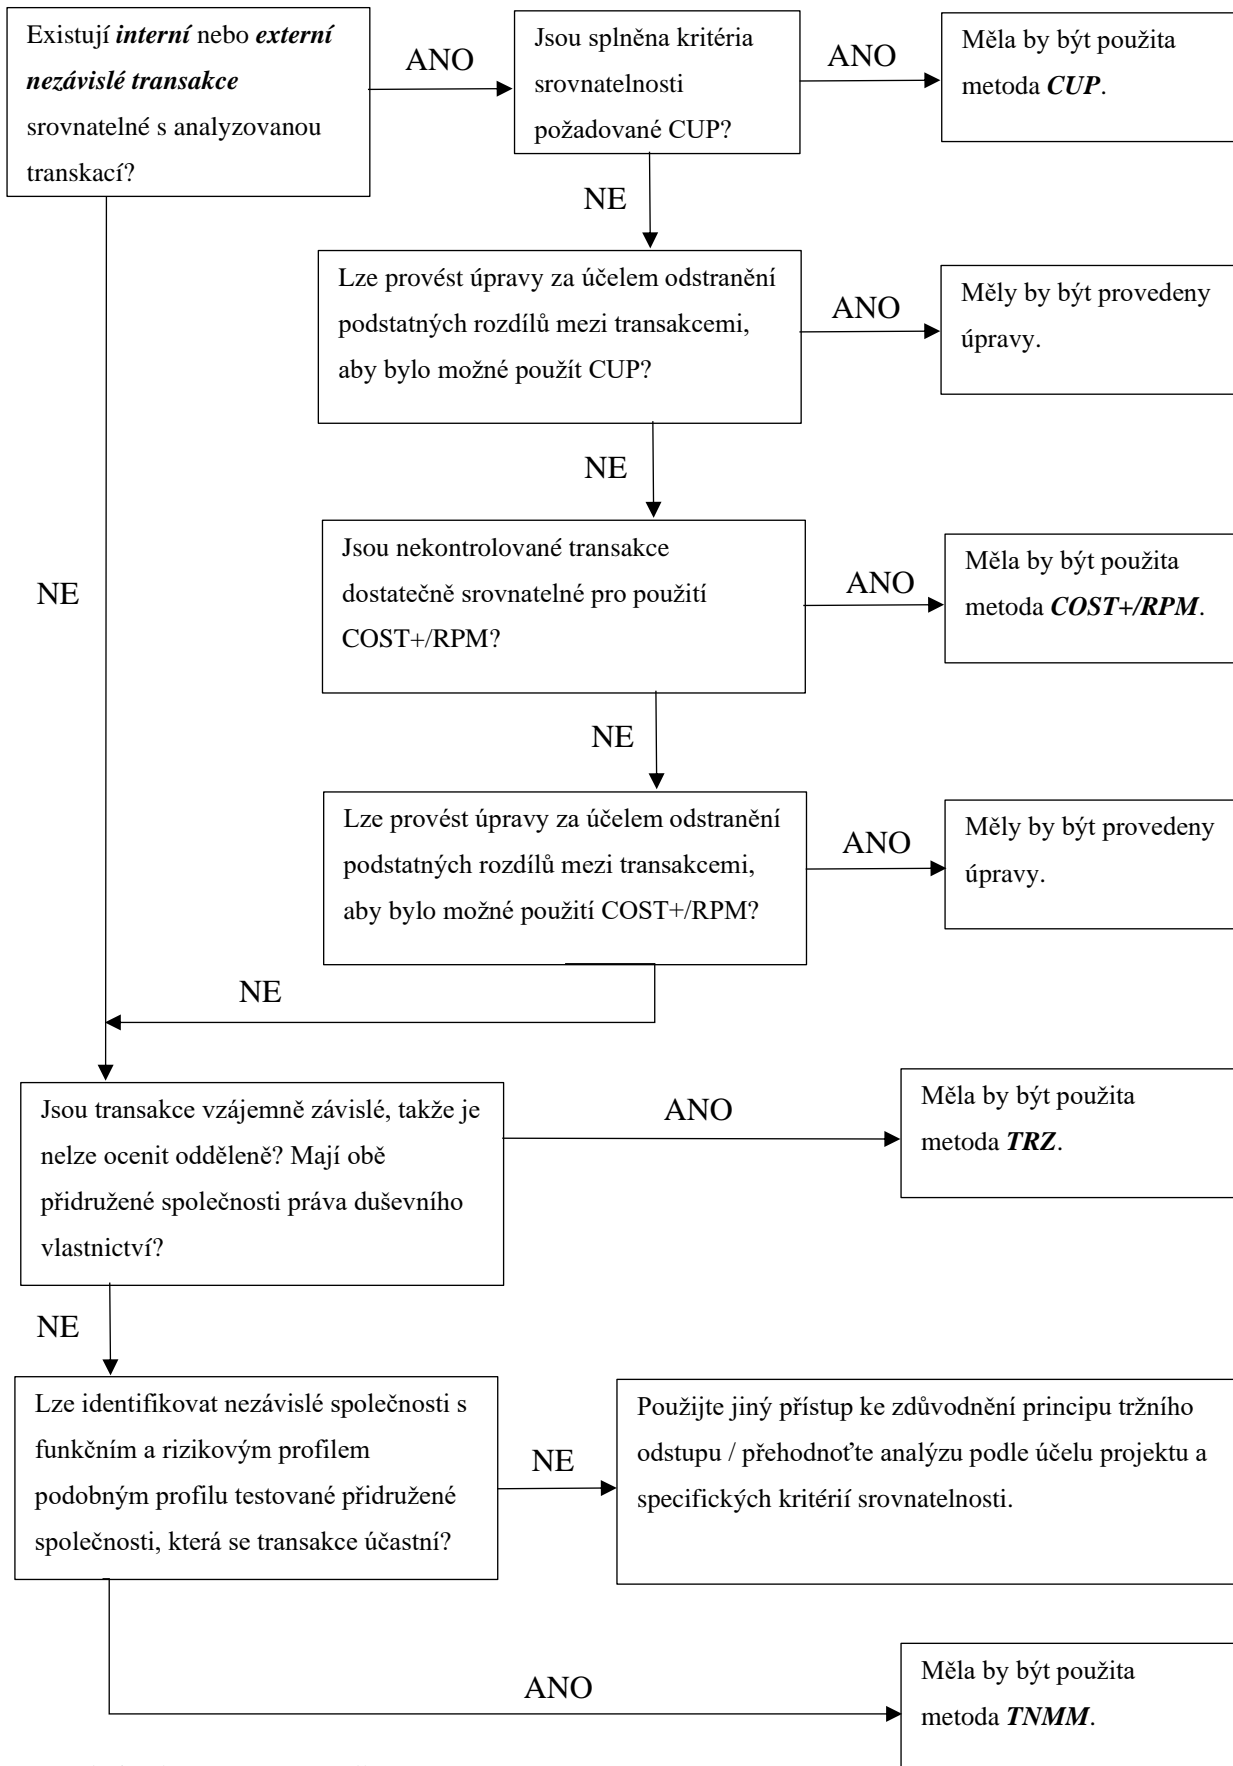 Existují interní nebo externí
nezávislé transakce
srovnatelné s analyzovanou
transkací?
ANO
Jsou splněna kritéria
srovnatelnosti
požadované CUP?
ANO
Měla by být použita
metoda CUP.
NE
Lze provést úpravy za účelem odstranění
podstatných rozdílů mezi transakcemi,
aby bylo možné použít CUP?
ANO
Měly by být provedeny
úpravy.
NE
Jsou nekontrolované transakce
dostatečně srovnatelné pro použití
COST+/RPM?
ANO
Měla by být použita
metoda COST+/RPM.
NE
NE
Lze provést úpravy za účelem odstranění
podstatných rozdílů mezi transakcemi,
aby bylo možné použití COST+/RPM?
ANO
Měly by být provedeny
úpravy.
NE
Jsou transakce vzájemně závislé, takže je
nelze ocenit odděleně? Mají obě
přidružené společnosti práva duševního
vlastnictví?
ANO
Měla by být použita
metoda TRZ.
NE
Lze identifikovat nezávislé společnosti s
funkčním a rizikovým profilem
podobným profilu testované přidružené
společnosti, která se transakce účastní?
NE
Použijte jiný přístup ke zdůvodnění principu tržního
odstupu / přehodnoťte analýzu podle účelu projektu a
specifických kritérií srovnatelnosti.
ANO
Měla by být použita
metoda TNMM.